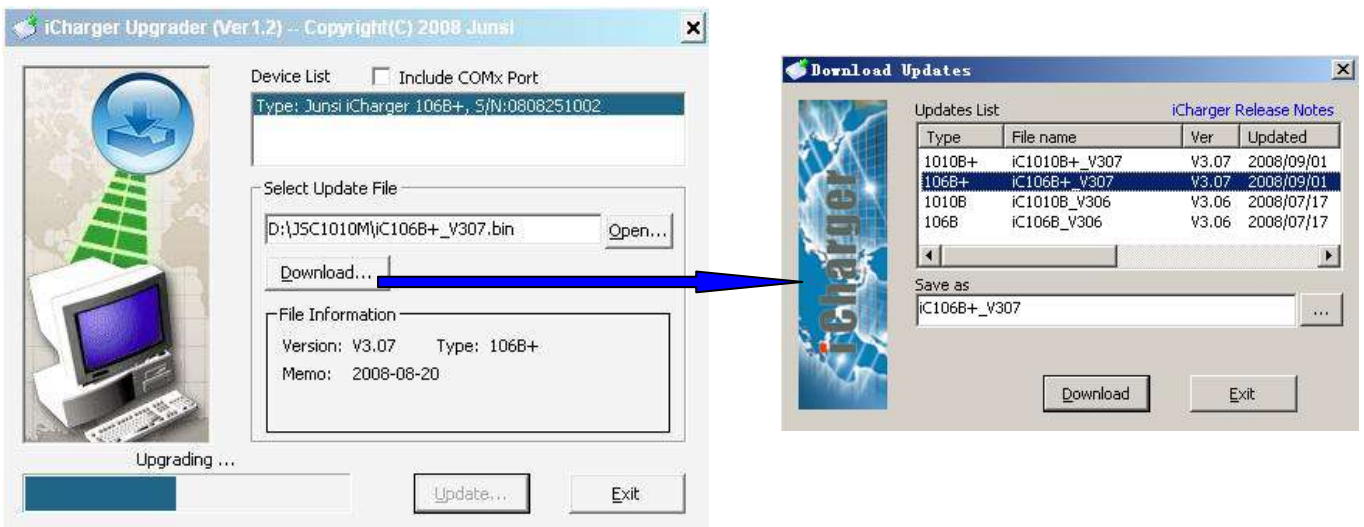 iCharger Upgrader (Ver1.2) -- Copyright(C) 2008 Junsi
Device List Include COMx Port
Type: Junsi iCharger 106B+, S/N:0808251002
Select Update File
D:\JSC1010M\iC106B+_V307.bin Open...
Download...
File Information
Version: V3.07 Type: 106B+
Memo: 2008-08-20
Upgrading ...
Update... Exit
Download Updates
iCharger
Updates List iCharger Release Notes
Type File name Ver Updated
1010B+ iC1010B+_V307 V3.07 2008/09/01
106B+ iC106B+_V307 V3.07 2008/09/01
1010B iC1010B_V306 V3.06 2008/07/17
106B iC106B_V306 V3.06 2008/07/17
Save as
iC106B+_V307 ...
Download Exit